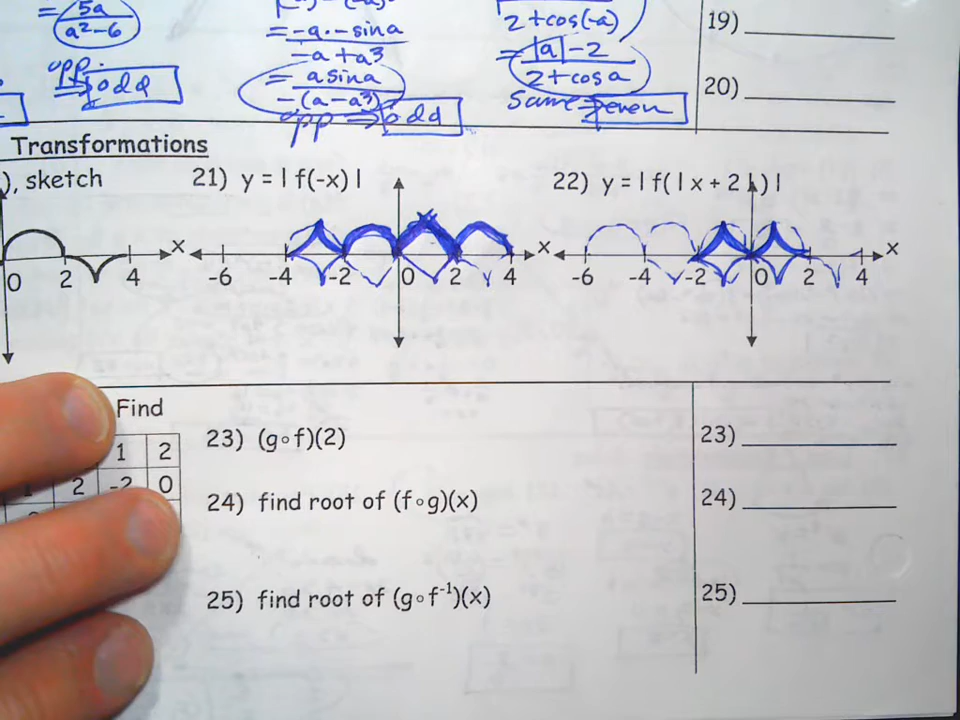 = 5a / a² - 6
opp. ⇒ odd
= -a · -sin a / -a + a³
= a sin a / -(a - a³)
opp ⇒ odd
2 + cos(-a)
= |a| - 2 / 2 + cos a
same ⇒ even
19)
20)
Transformations
), sketch
21) y = | f(-x) |
22) y = | f( | x + 2 | ) |
0 2 4 x
-6 -4 -2 0 2 4 x
-6 -4 -2 0 2 4 x
Find
1 2
2 -2 0
23) (g∘f)(2)
24) find root of (f∘g)(x)
25) find root of (g∘f⁻¹)(x)
23)
24)
25)